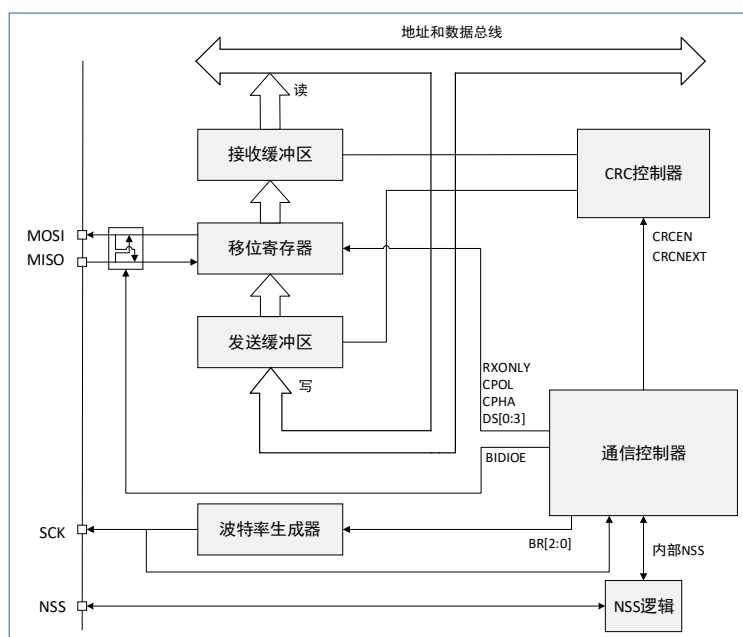 地址和数据总线
读
接收缓冲区
CRC控制器
MOSI
移位寄存器
MISO
CRCEN
CRCNEXT
发送缓冲区
写
RXONLY
CPOL
CPHA
DS[0:3]
通信控制器
BIDIOE
SCK
波特率生成器
BR[2:0]
内部NSS
NSS
NSS逻辑